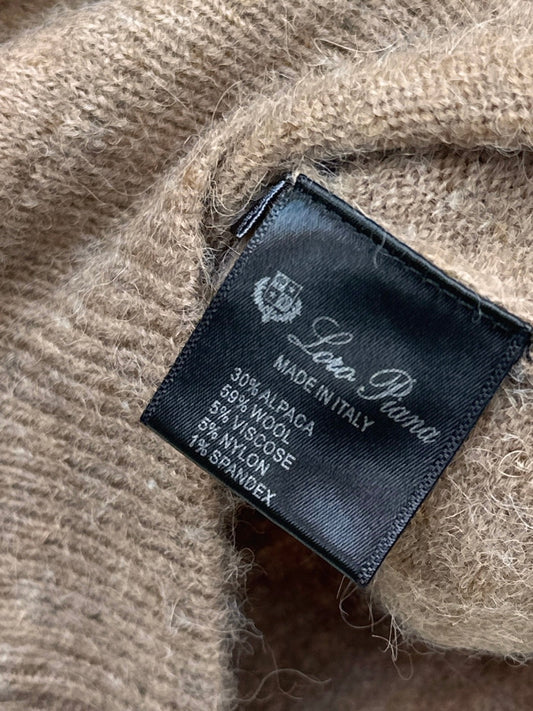 Loro Piana
MADE IN ITALY
30% ALPACA
59% WOOL
5% VISCOSE
5% NYLON
1% SPANDEX